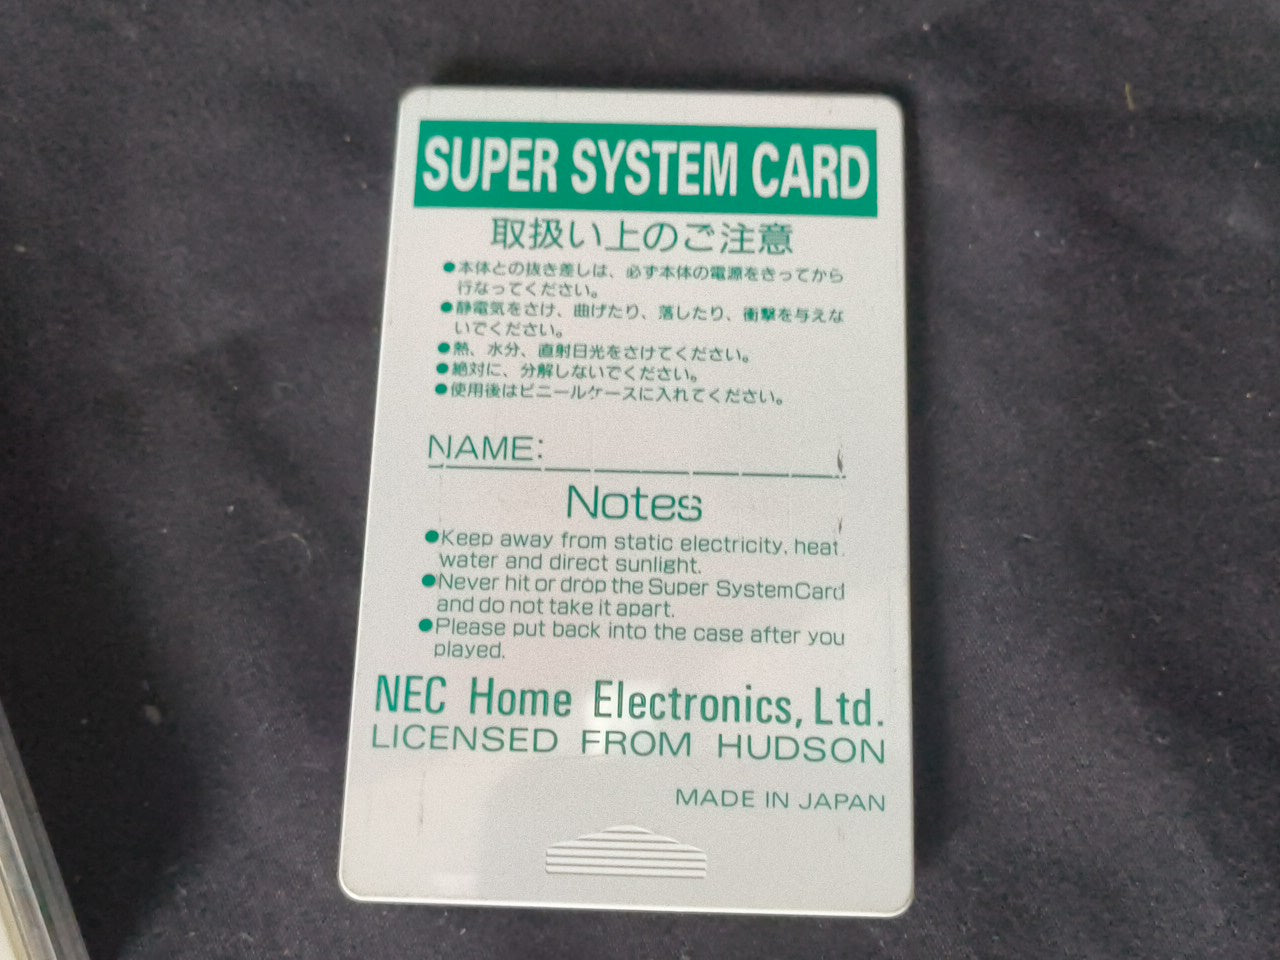 SUPER SYSTEM CARD
取扱い上のご注意
●本体との抜き差しは、必ず本体の電源をきってから
行なってください。
●静電気をさけ、曲げたり、落したり、衝撃を与えな
いでください。
●熱、水分、直射日光をさけてください。
●絶対に、分解しないでください。
●使用後はビニールケースに入れてください。
NAME:
Notes
●Keep away from static electricity, heat,
water and direct sunlight.
●Never hit or drop the Super SystemCard
and do not take it apart.
●Please put back into the case after you
played.
NEC Home Electronics, Ltd.
LICENSED FROM HUDSON
MADE IN JAPAN